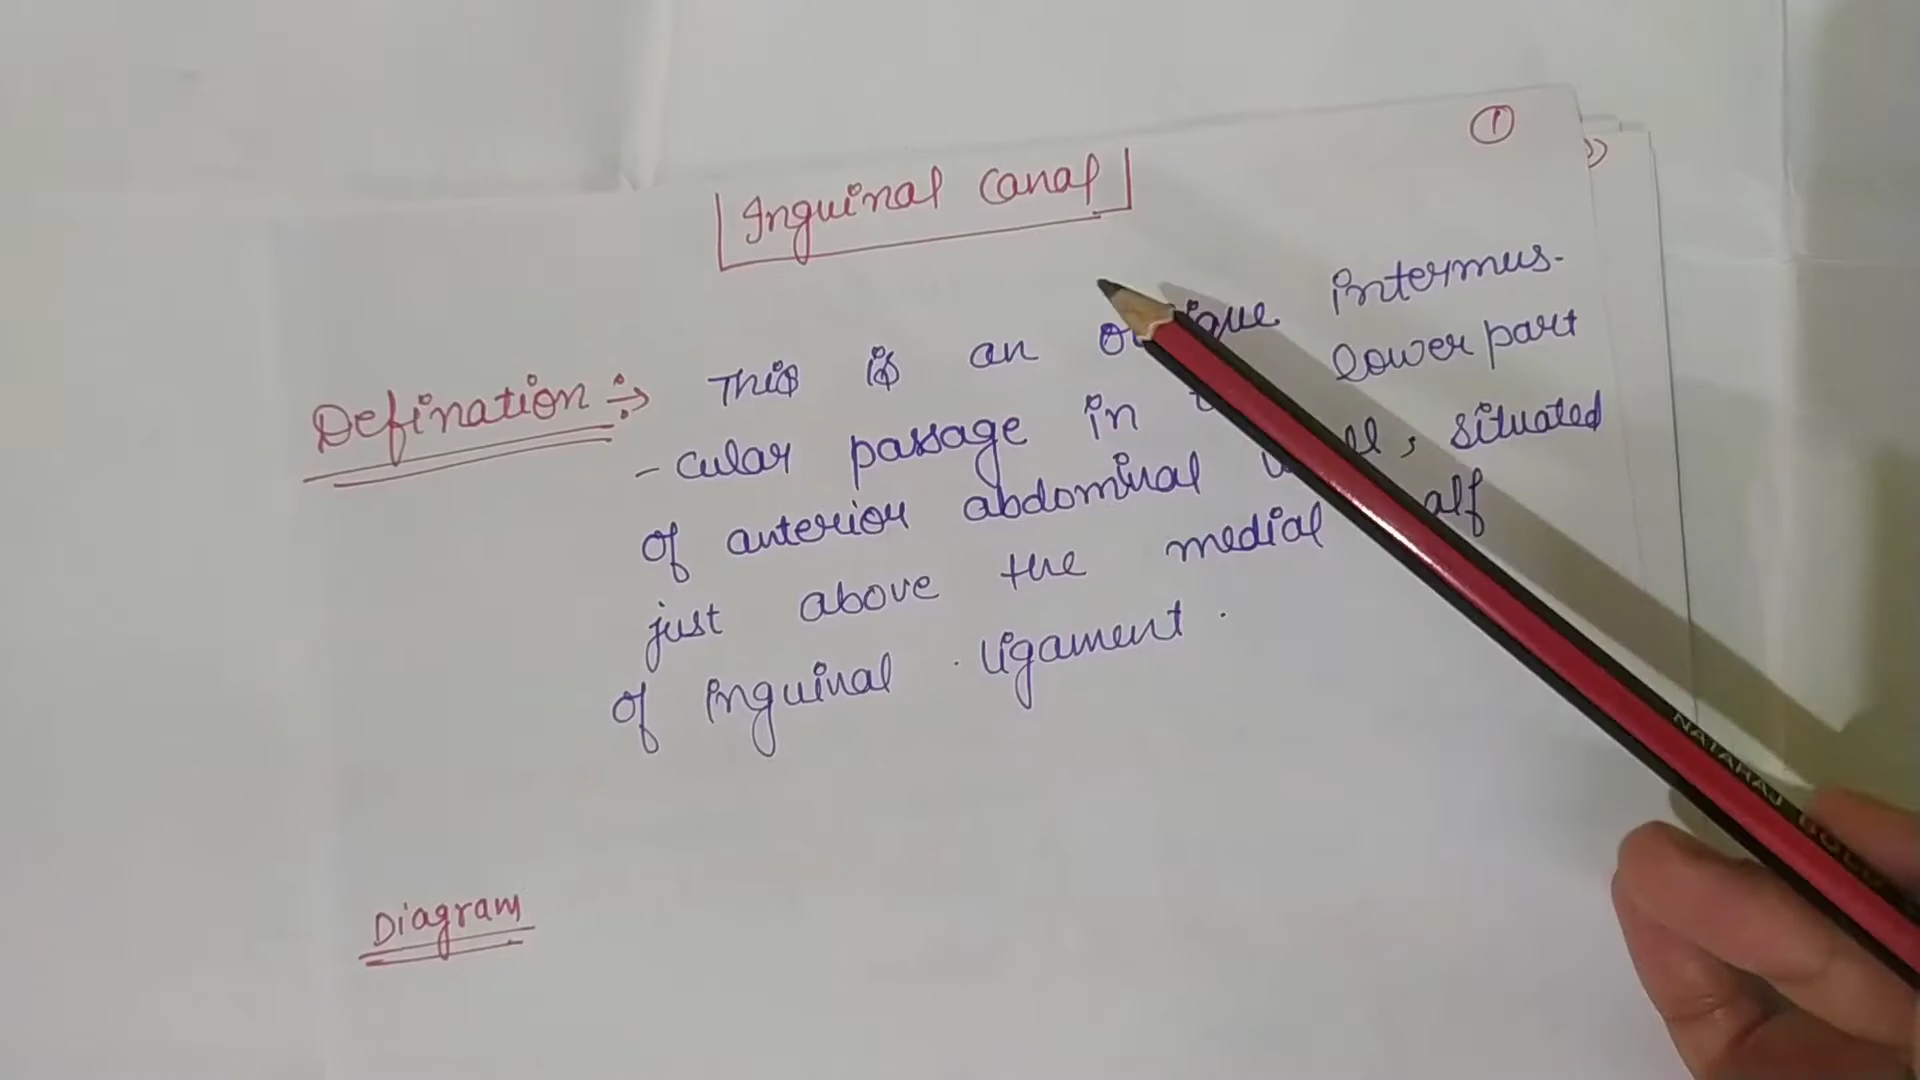 ①
Inguinal Canal
Defination :→ This is an intermus-
-cular passage in lower part
of anterior abdominal , situated
just above the medial
of inguinal ligament.
Diagram
NATARAJ